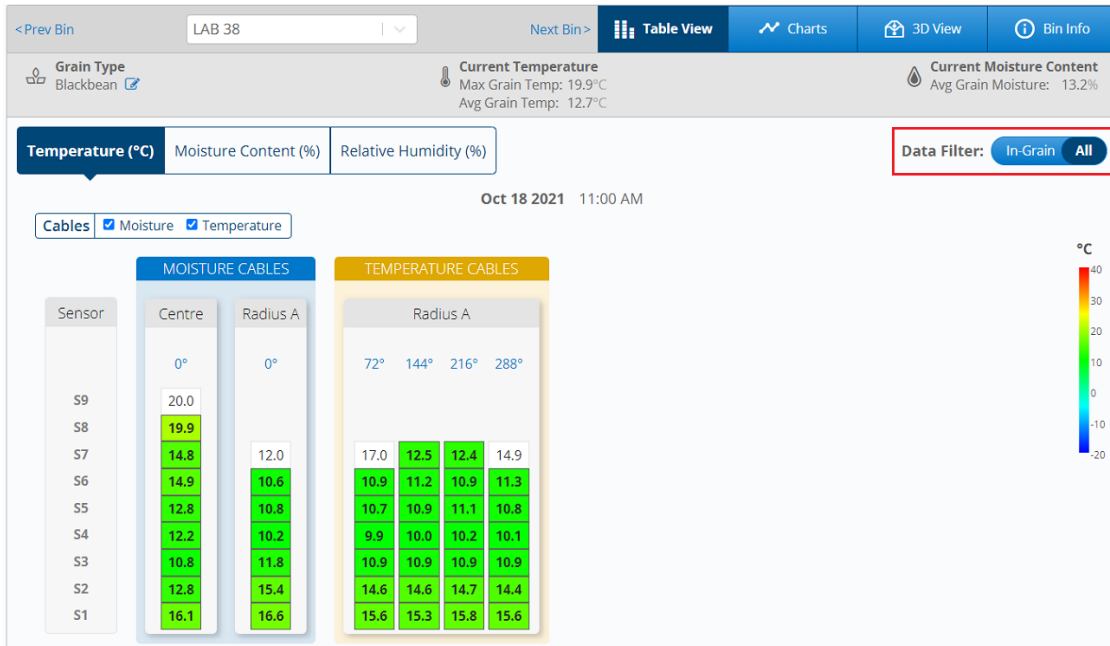 <Prev Bin
LAB 38
Next Bin>
Table View
Charts
3D View
Bin Info
Grain Type
Blackbean
Current Temperature
Max Grain Temp: 19.9°C
Avg Grain Temp: 12.7°C
Current Moisture Content
Avg Grain Moisture: 13.2%
Temperature (°C)
Moisture Content (%)
Relative Humidity (%)
Data Filter: In-Grain All
Oct 18 2021 11:00 AM
Cables Moisture Temperature
MOISTURE CABLES
TEMPERATURE CABLES
Sensor Centre Radius A Radius A
0° 0° 72° 144° 216° 288°
S9 20.0
S8 19.9
S7 14.8 12.0 17.0 12.5 12.4 14.9
S6 14.9 10.6 10.9 11.2 10.9 11.3
S5 12.8 10.8 10.7 10.9 11.1 10.8
S4 12.2 10.2 9.9 10.0 10.2 10.1
S3 10.8 11.8 10.9 10.9 10.9 10.9
S2 12.8 15.4 14.6 14.6 14.7 14.4
S1 16.1 16.6 15.6 15.3 15.8 15.6
°C
40
30
20
10
0
-10
-20